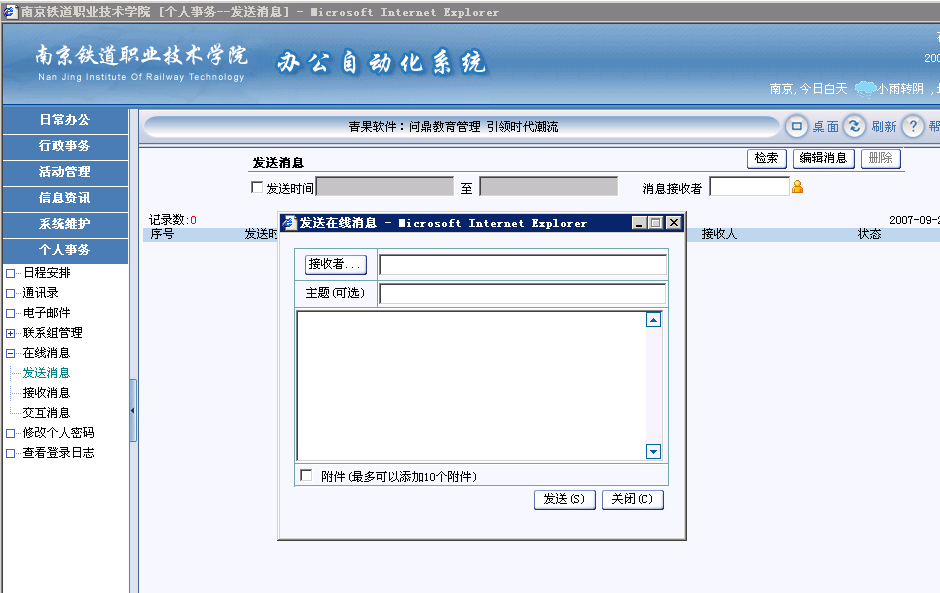 南京铁道职业技术学院 [个人事务--发送消息] - Microsoft Internet Explorer
南京铁道职业技术学院 办公自动化系统
Nan Jing Institute Of Railway Technology
200
南京,今日白天 小雨转阴 ,
日常办公
行政事务
活动管理
信息资讯
系统维护
个人事务
日程安排
通讯录
电子邮件
联系组管理
在线消息
发送消息
接收消息
交互消息
修改个人密码
查看登录日志
青果软件：问鼎教育管理 引领时代潮流
桌面 刷新 ? 帮
发送消息 检索 编辑消息 删除
发送时间 至 消息接收者
记录数:0 2007-09-2
序号 发送时 接收人 状态
发送在线消息 - Microsoft Internet Explorer
接收者...
主题(可选)
附件(最多可以添加10个附件)
发送(S) 关闭(C)